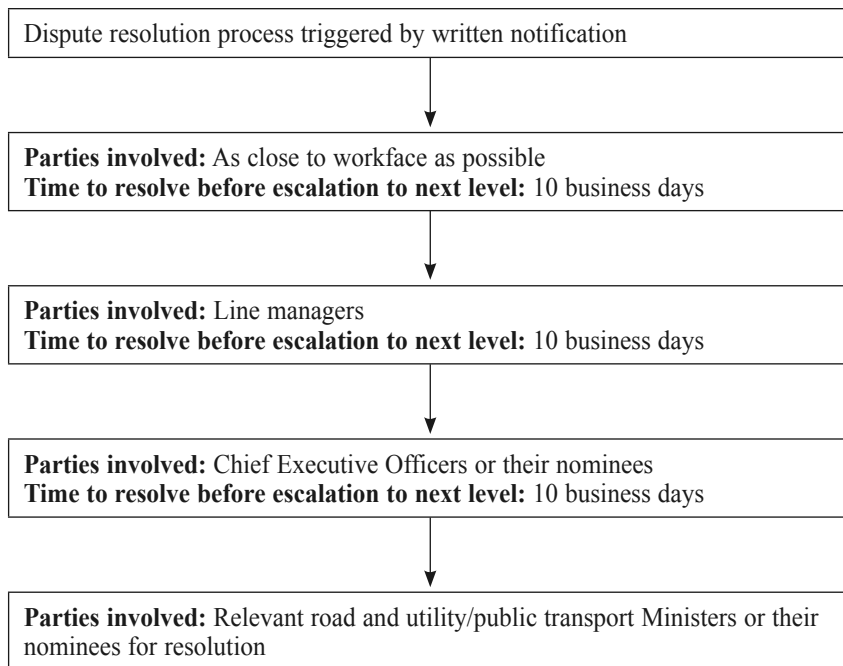 Dispute resolution process triggered by written notification
Parties involved: As close to workface as possible
Time to resolve before escalation to next level: 10 business days
Parties involved: Line managers
Time to resolve before escalation to next level: 10 business days
Parties involved: Chief Executive Officers or their nominees
Time to resolve before escalation to next level: 10 business days
Parties involved: Relevant road and utility/public transport Ministers or their
nominees for resolution